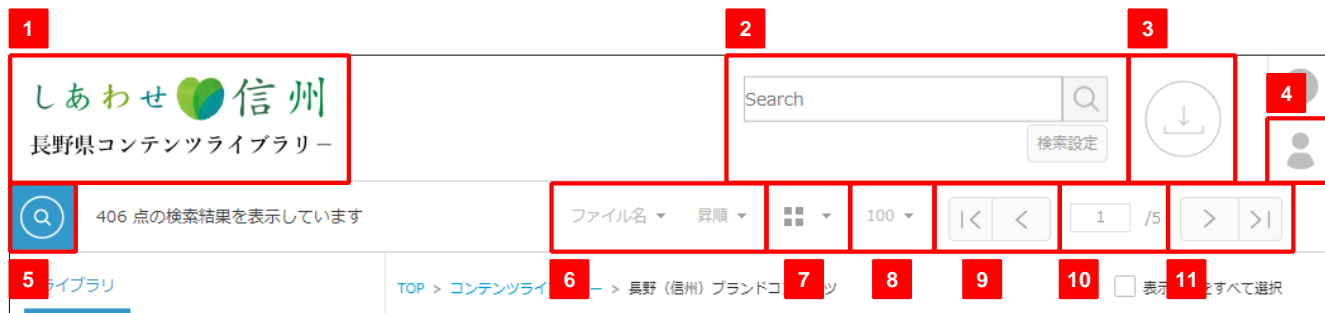 1
2
3
4
しあわせ信州
長野県コンテンツライブラリー
Search
検索設定
406 点の検索結果を表示しています
ファイル名 昇順
100
1 /5
5
6
7
8
9
10
11
ライブラリ
TOP > コンテンツライ ー > 長野（信州）ブランドコ ツ
表示 をすべて選択